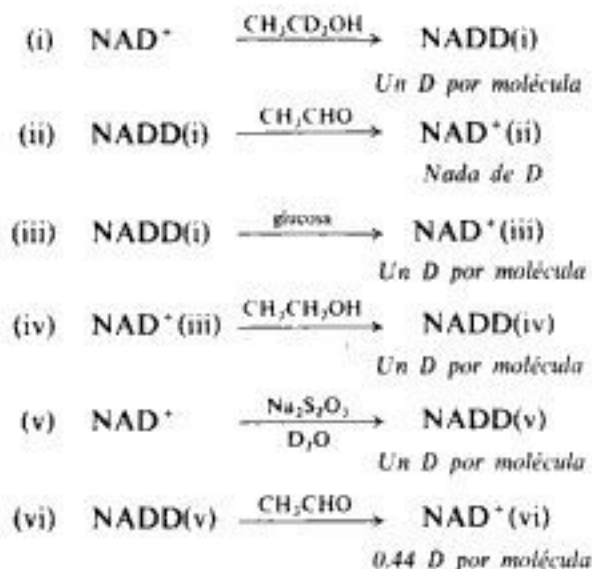 CH₃CD₂OH
(i) NAD⁺ ⟶ NADD(i)
Un D por molécula
CH₃CHO
(ii) NADD(i) ⟶ NAD⁺(ii)
Nada de D
glucosa
(iii) NADD(i) ⟶ NAD⁺(iii)
Un D por molécula
CH₃CH₂OH
(iv) NAD⁺(iii) ⟶ NADD(iv)
Un D por molécula
Na₂S₂O₃
(v) NAD⁺ ⟶ NADD(v)
D₂O
Un D por molécula
CH₃CHO
(vi) NADD(v) ⟶ NAD⁺(vi)
0.44 D por molécula